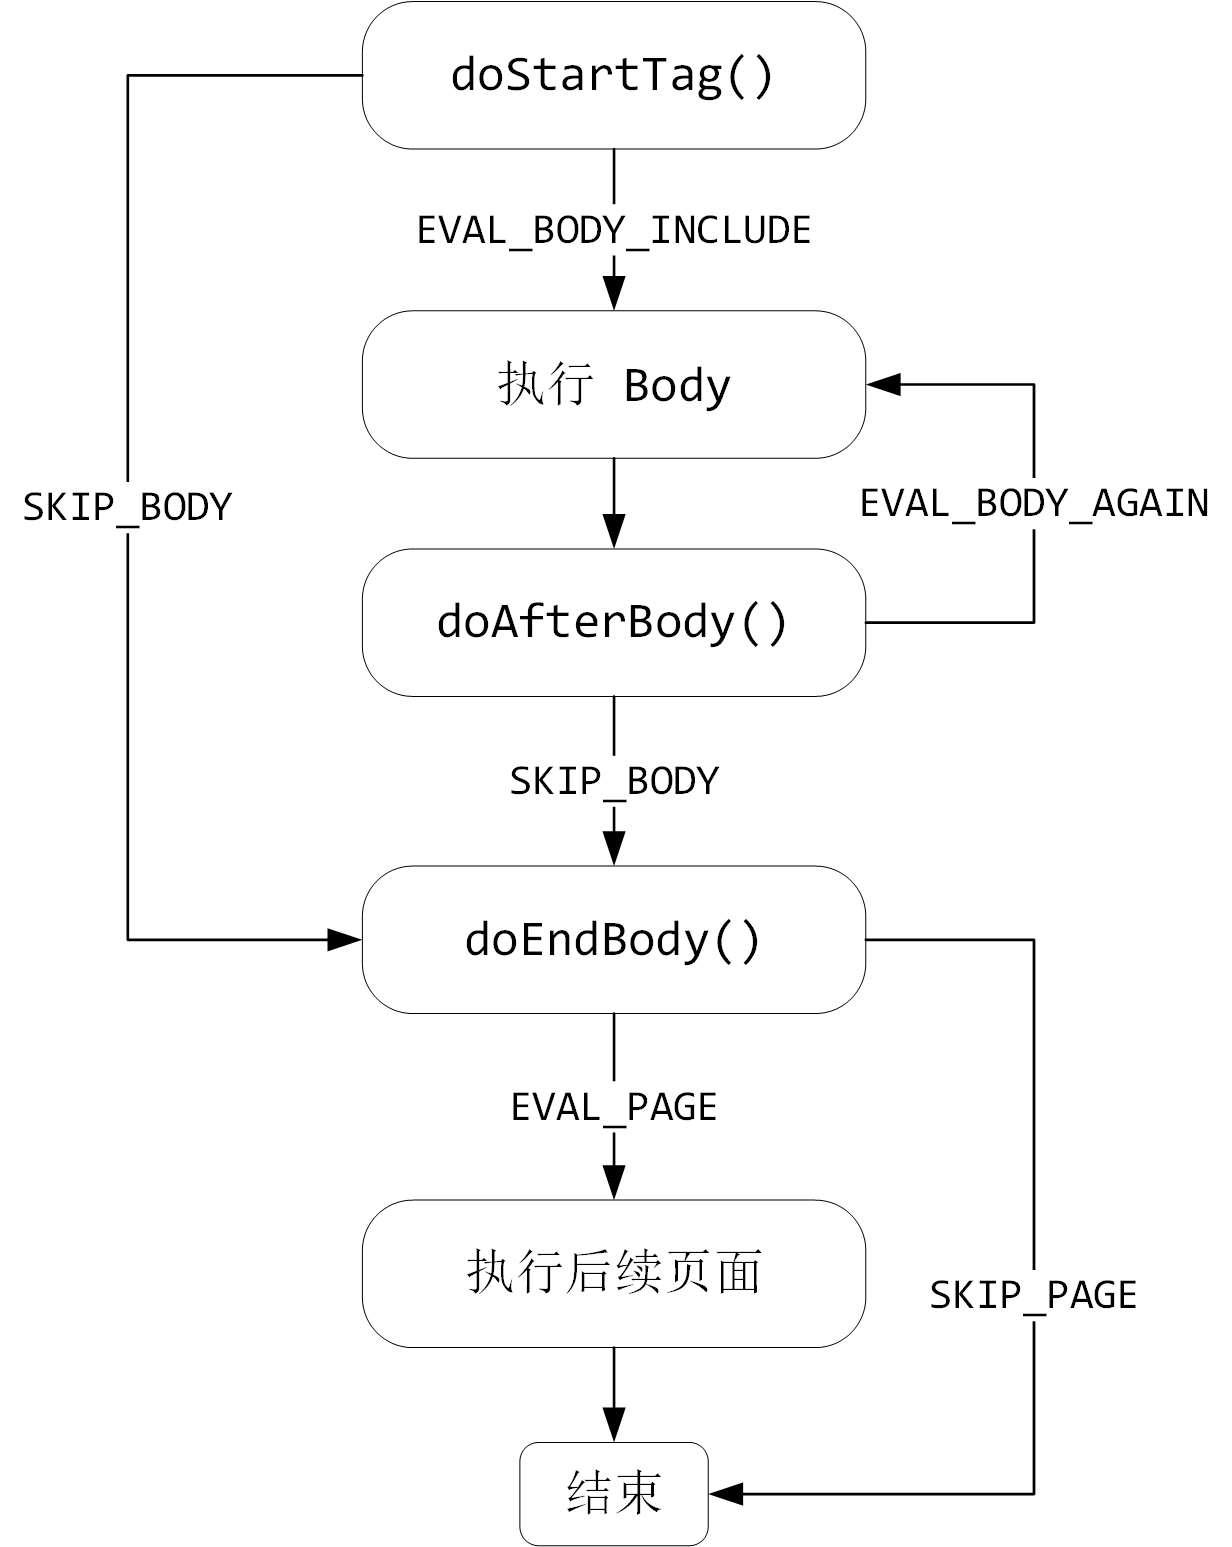 doStartTag()
EVAL_BODY_INCLUDE
执行 Body
SKIP_BODY
EVAL_BODY_AGAIN
doAfterBody()
SKIP_BODY
doEndBody()
EVAL_PAGE
执行后续页面
SKIP_PAGE
结束